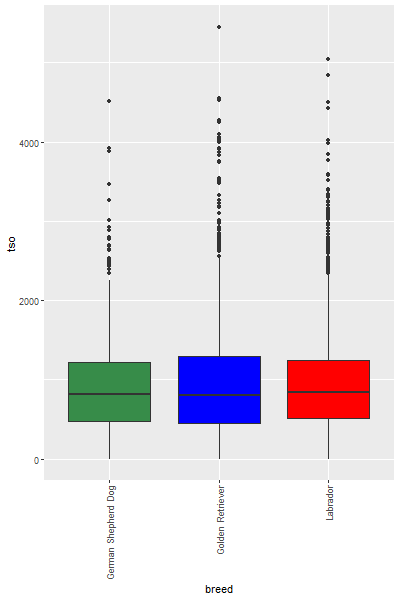 4000
2000
0
tso
German Shepherd Dog
Golden Retriever
Labrador
breed